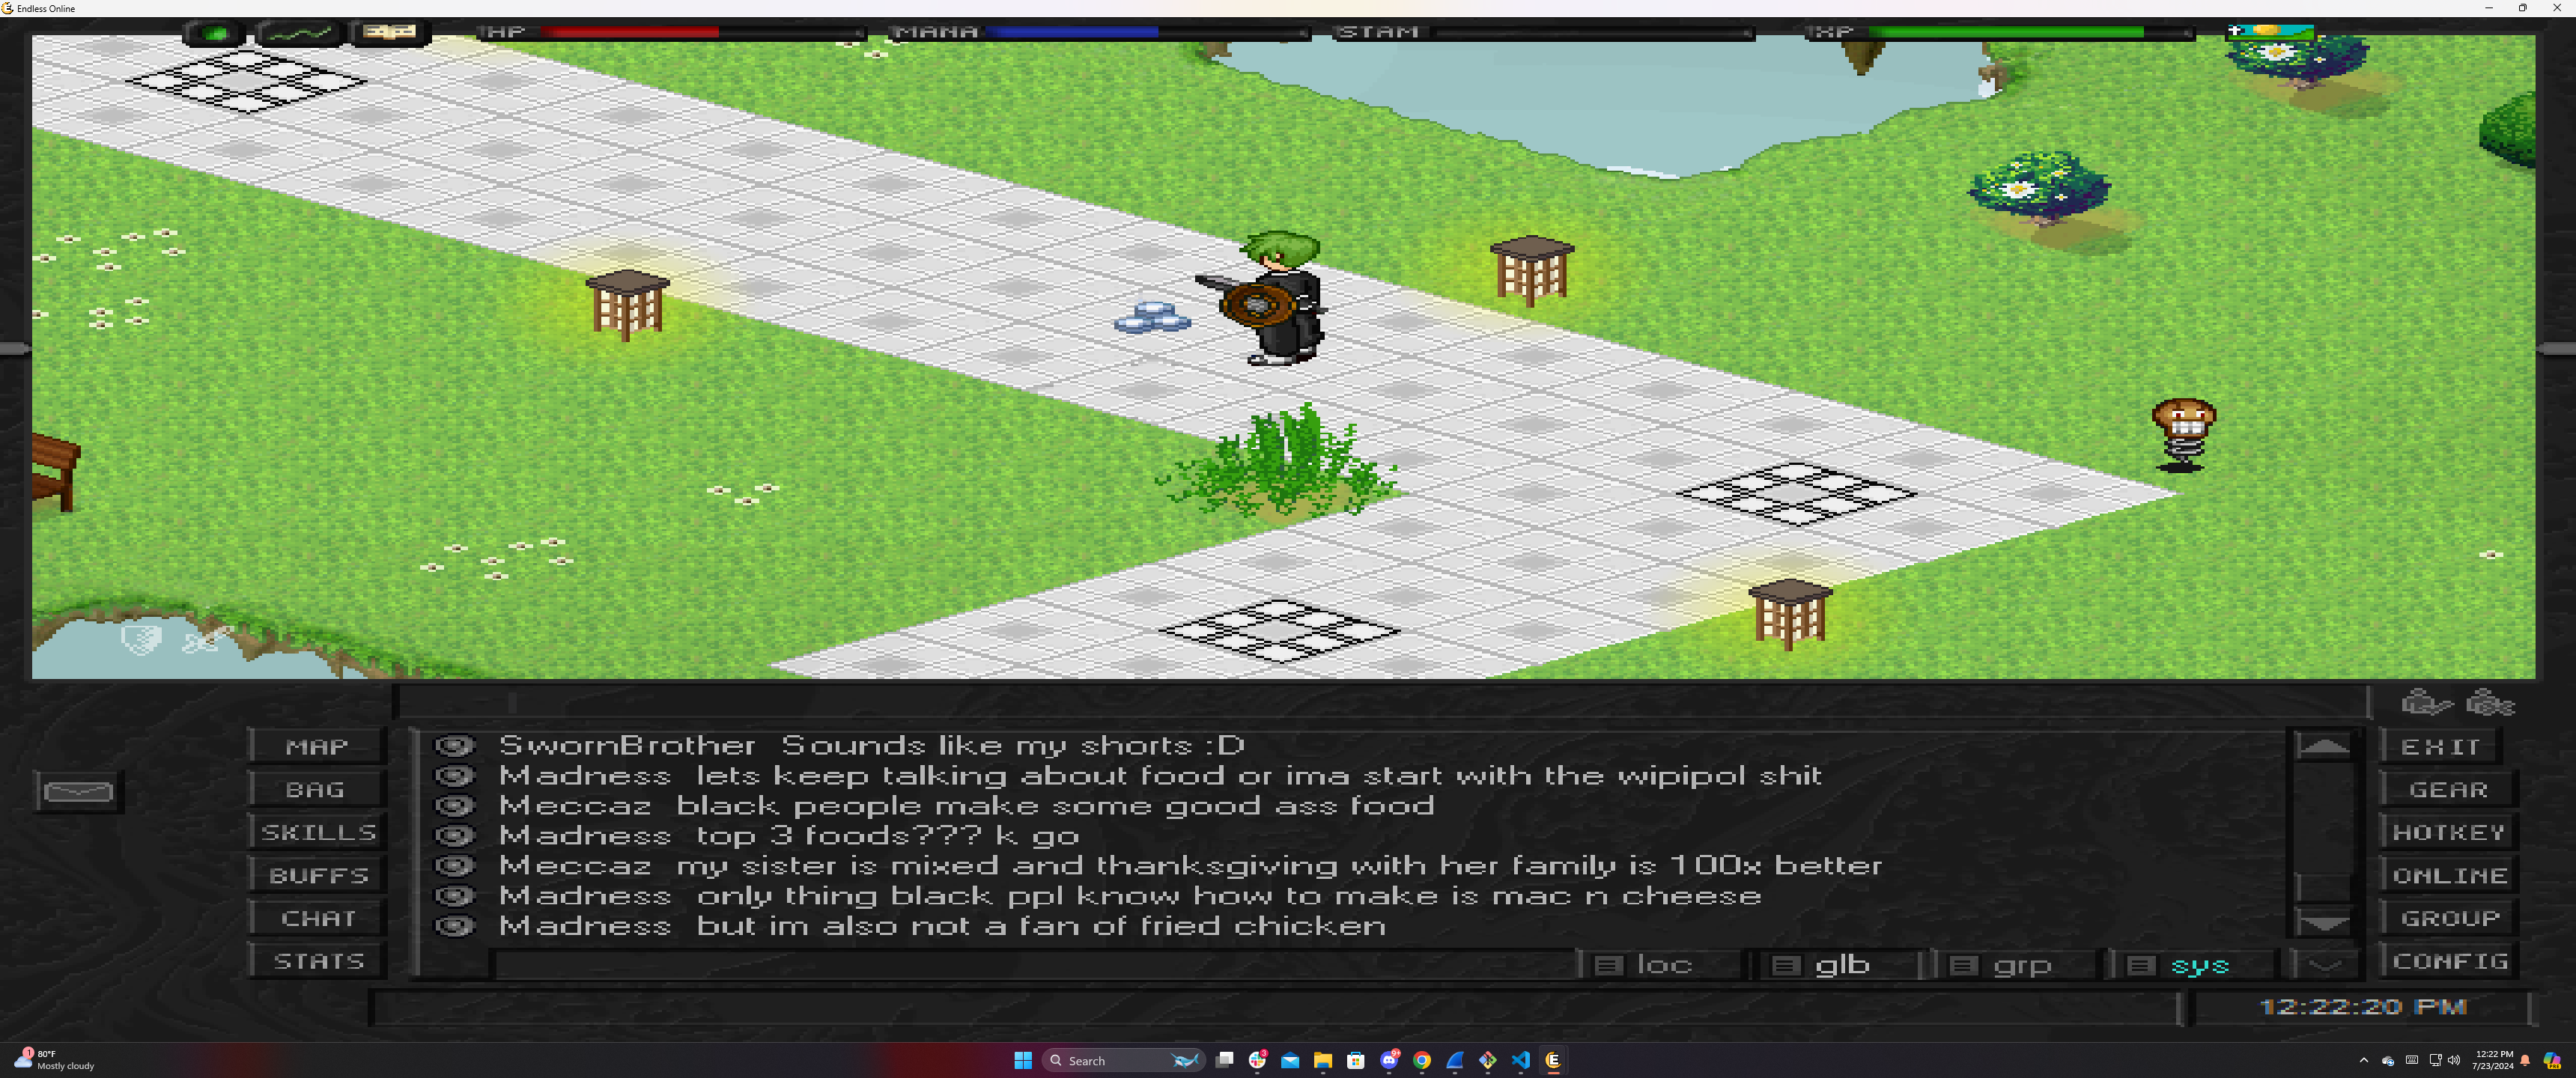 Endless Online
HP
MANA
STAM
XP
MAP
BAG
SKILLS
BUFFS
CHAT
STATS
SwornBrother Sounds like my shorts :D
Madness lets keep talking about food or ima start with the wipipol shit
Meccaz black people make some good ass food
Madness top 3 foods??? k go
Meccaz my sister is mixed and thanksgiving with her family is 100x better
Madness only thing black ppl know how to make is mac n cheese
Madness but im also not a fan of fried chicken
loc
glb
grp
sys
EXIT
GEAR
HOTKEY
ONLINE
GROUP
CONFIG
12:22:20 PM
1
80°F
Mostly cloudy
Search
3
9+
12:22 PM
7/23/2024